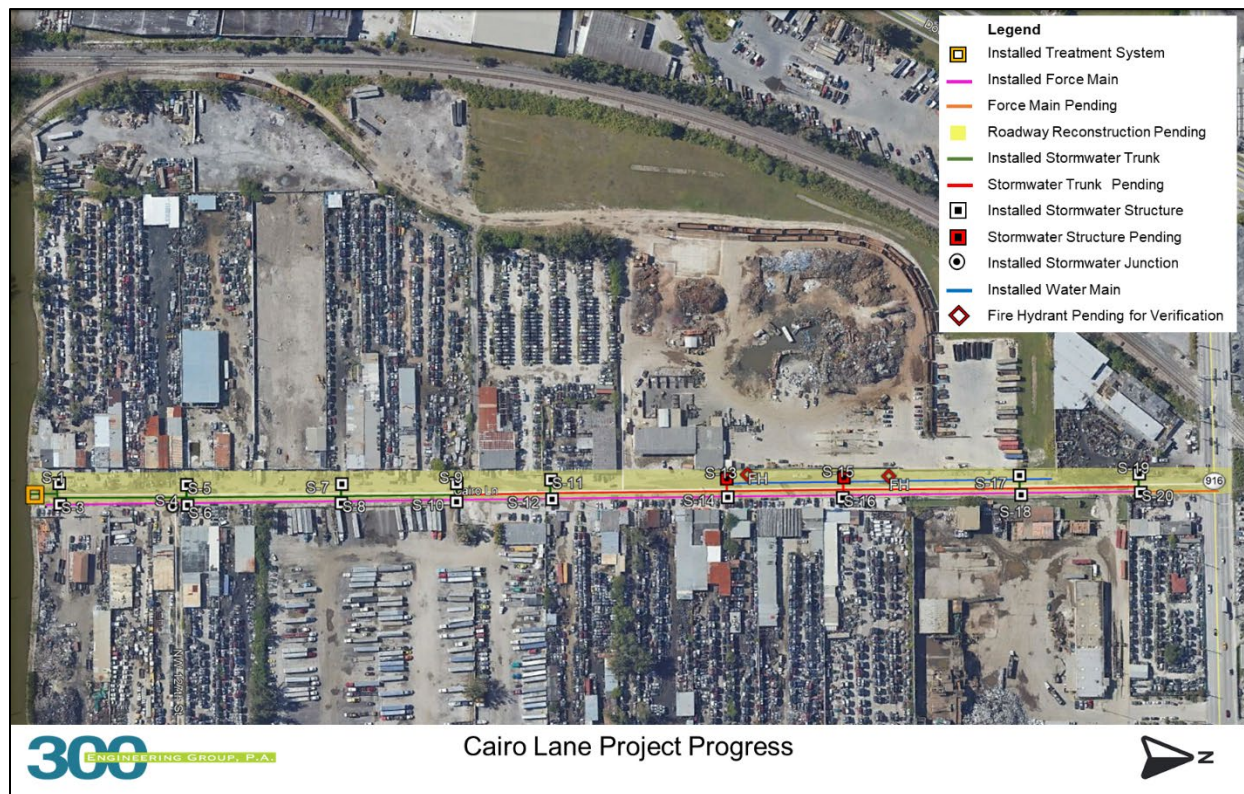 Legend
Installed Treatment System
Installed Force Main
Force Main Pending
Roadway Reconstruction Pending
Installed Stormwater Trunk
Stormwater Trunk Pending
Installed Stormwater Structure
Stormwater Structure Pending
Installed Stormwater Junction
Installed Water Main
Fire Hydrant Pending for Verification
S-1
S-3
S-4
S-5
S-6
S-7
S-8
S-9
Cairo Ln
S-10
S-11
S-12
S-13
FH
S-14
S-15
FH
S-16
S-17
S-18
S-19
S-20
916
300
ENGINEERING GROUP, P.A.
Cairo Lane Project Progress
N